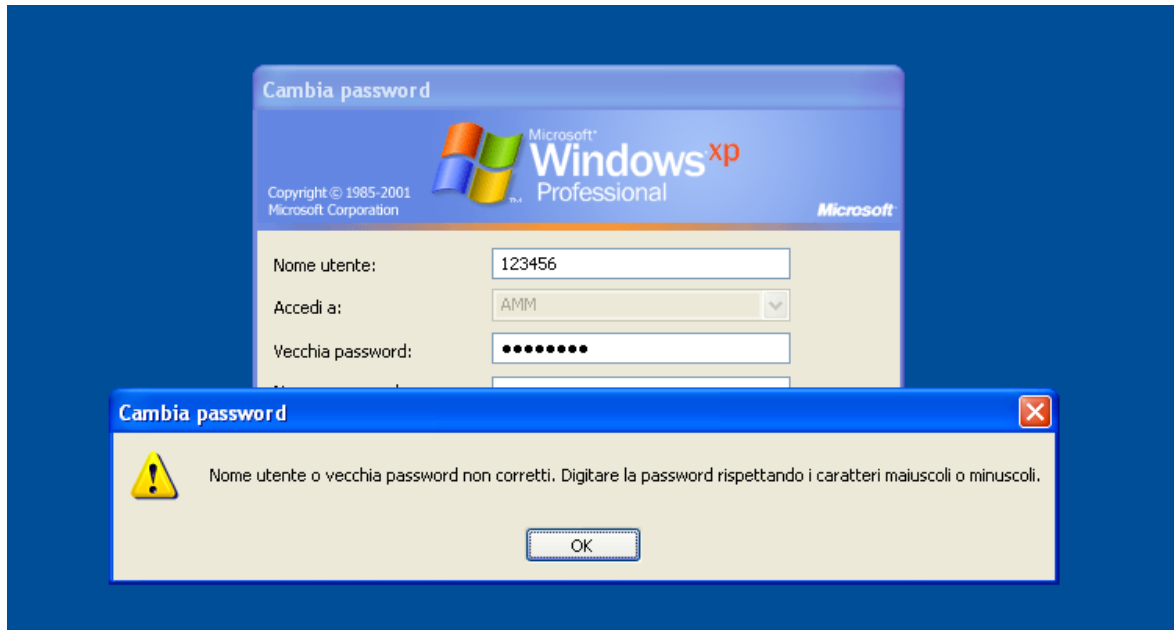 Cambia password
Microsoft®
Windows xp
Professional
TM
Copyright © 1985-2001
Microsoft Corporation
Microsoft
Nome utente:
123456
Accedi a:
AMM
Vecchia password:
Cambia password
Nome utente o vecchia password non corretti. Digitare la password rispettando i caratteri maiuscoli o minuscoli.
OK